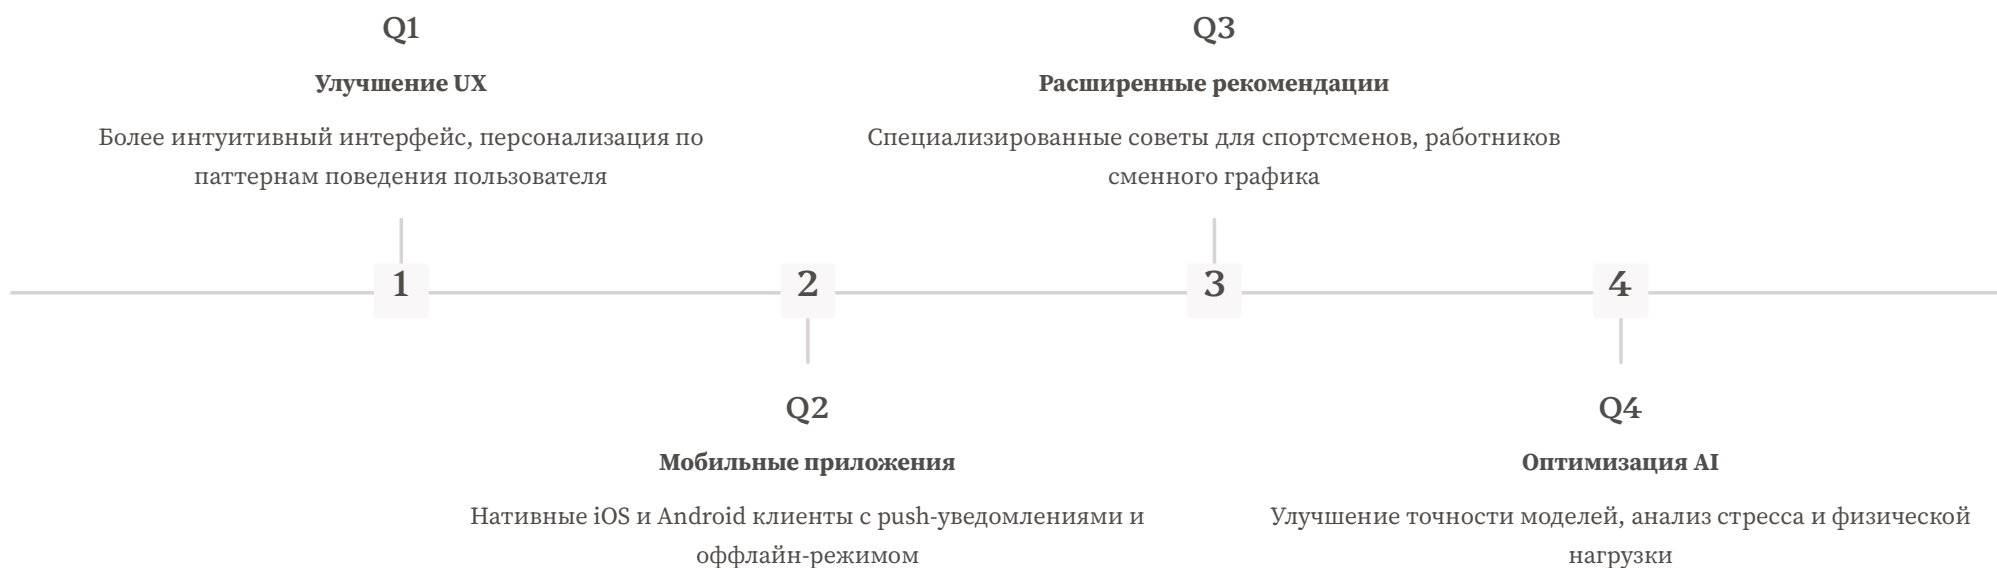 Q1
Улучшение UX
Более интуитивный интерфейс, персонализация по
паттернам поведения пользователя
Q3
Расширенные рекомендации
Специализированные советы для спортсменов, работников
сменного графика
1
2
3
4
Q2
Мобильные приложения
Нативные iOS и Android клиенты с push-уведомлениями и
оффлайн-режимом
Q4
Оптимизация AI
Улучшение точности моделей, анализ стресса и физической
нагрузки